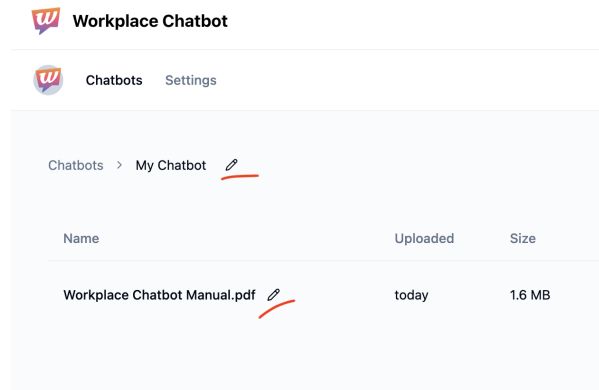 Workplace Chatbot
Chatbots Settings
Chatbots > My Chatbot
Name Uploaded Size
Workplace Chatbot Manual.pdf today 1.6 MB